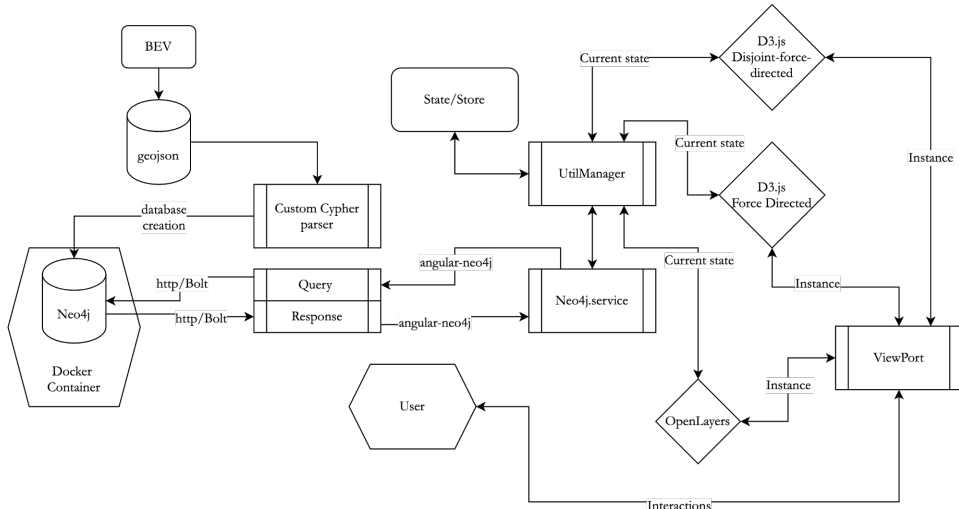 BEV
geojson
State/Store
Current state
D3.js
Disjoint-force-
directed
UtilManager
Current state
D3.js
Force Directed
Instance
Custom Cypher
parser
database
creation
angular-neo4j
Current state
http/Bolt
Query
Neo4j
http/Bolt
Response
angular-neo4j
Neo4j.service
Instance
Docker
Container
ViewPort
Instance
User
OpenLayers
Interactions